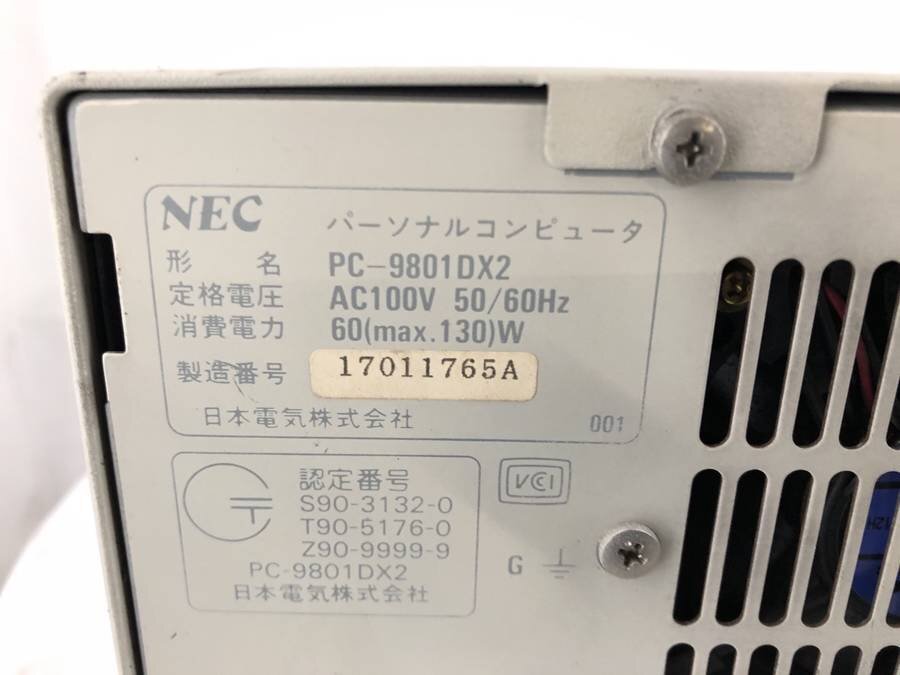 NEC パーソナルコンピュータ
形 名 PC-9801DX2
定格電圧 AC100V 50/60Hz
消費電力 60(max.130)W
製造番号 17011765A
日本電気株式会社 001
認定番号
S90-3132-0
T90-5176-0
Z90-9999-9
PC-9801DX2
日本電気株式会社
VCCI
G
12H